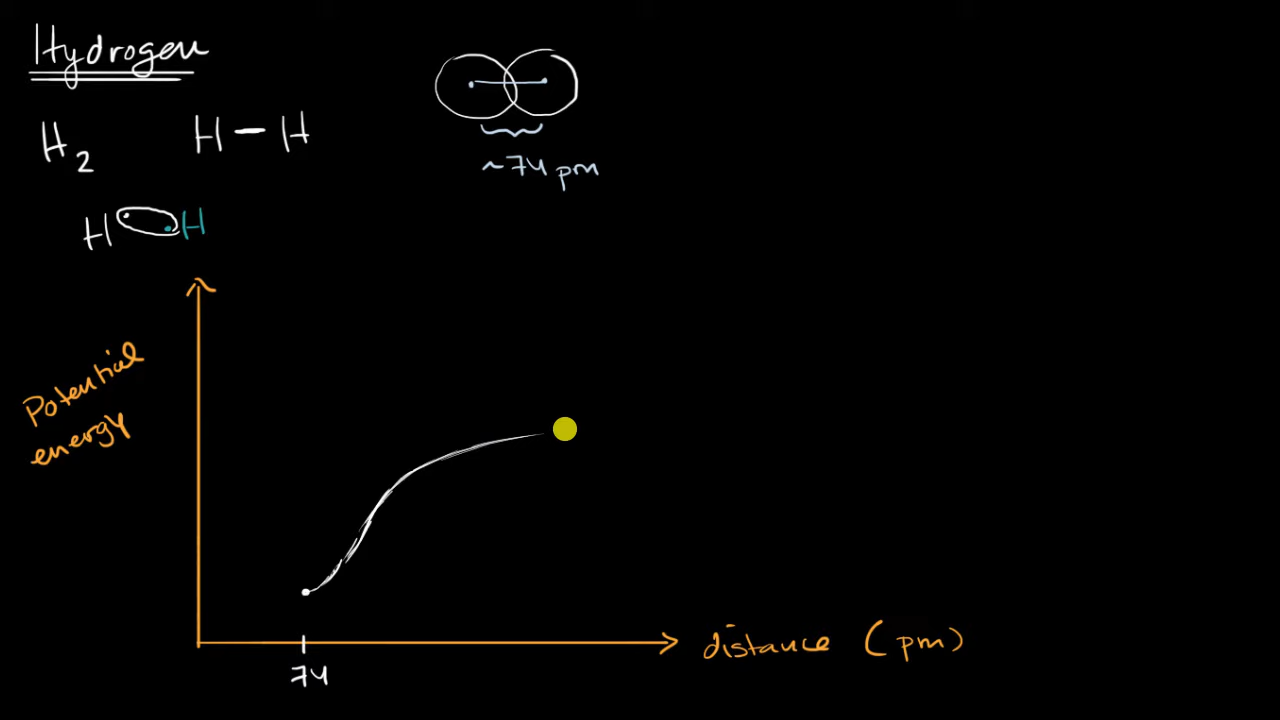 Hydrogen
H₂
H – H
~74 pm
H H
Potential
energy
distance (pm)
74